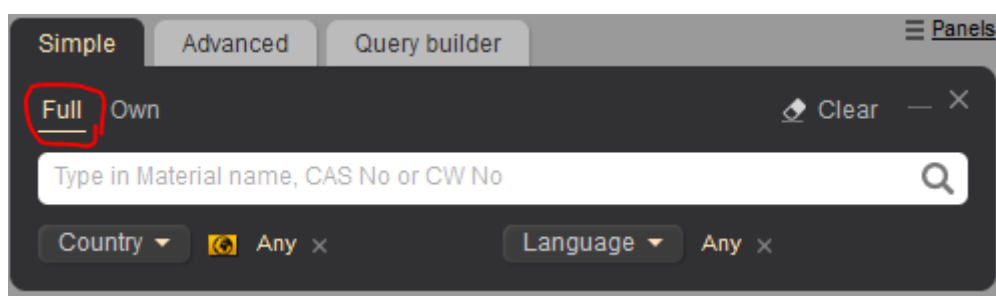 Simple Advanced Query builder Panels
Full Own Clear
Type in Material name, CAS No or CW No
Country Any Language Any